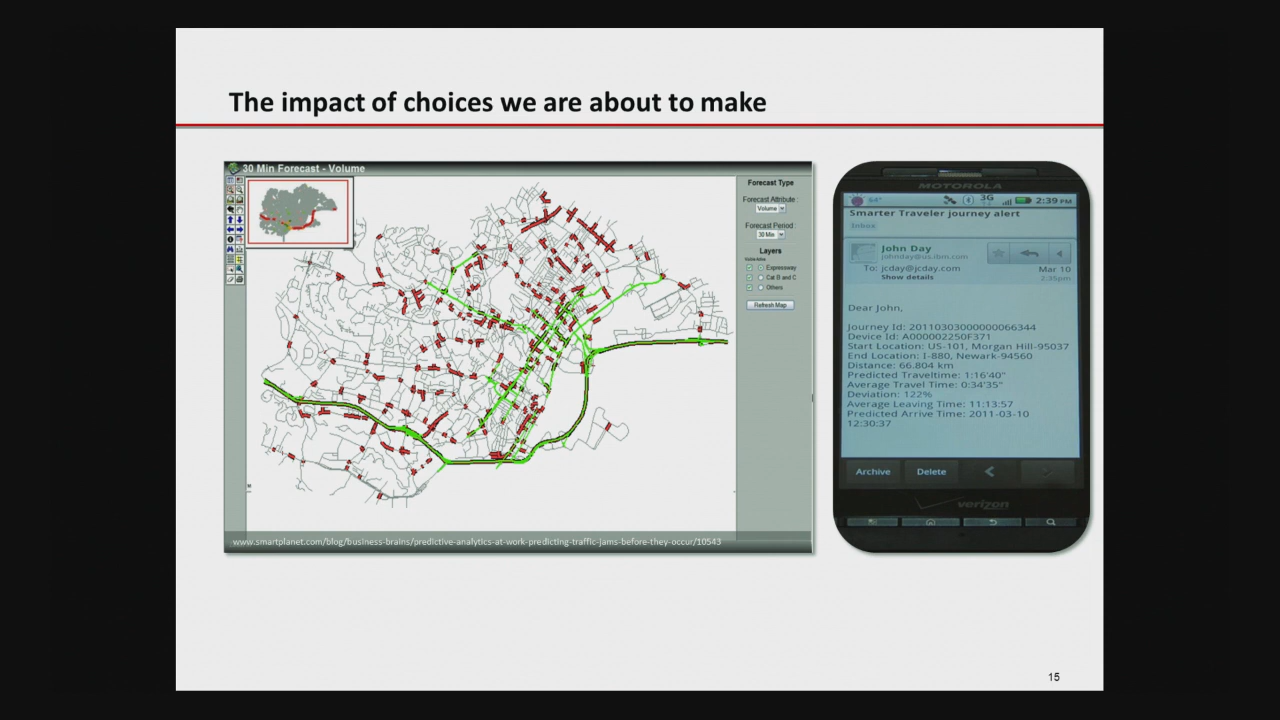 The impact of choices we are about to make
30 Min Forecast - Volume
Forecast Type
Forecast Attribute
Volume
Forecast Period
30 Min
Layers
Expressway
Cat B and C
Others
Refresh Map
www.smartplanet.com/blog/business-brains/predictive-analytics-at-work-predicting-traffic-jams-before-they-occur/10543
MOTOROLA
64°
3G
2:39 PM
Smarter Traveler journey alert
Inbox
John Day
johnday@us.ibm.com
To: jcday@jcday.com
Mar 10
Show details
2:35pm
Dear John,
Journey Id: 20110303000000066344
Device Id: A000002250F371
Start Location: US-101, Morgan Hill-95037
End Location: I-880, Newark-94560
Distance: 66.804 km
Predicted Traveltime: 1:16'40"
Average Travel Time: 0:34'35"
Deviation: 122%
Average Leaving Time: 11:13:57
Predicted Arrive Time: 2011-03-10
12:30:37
Archive
Delete
verizon
15